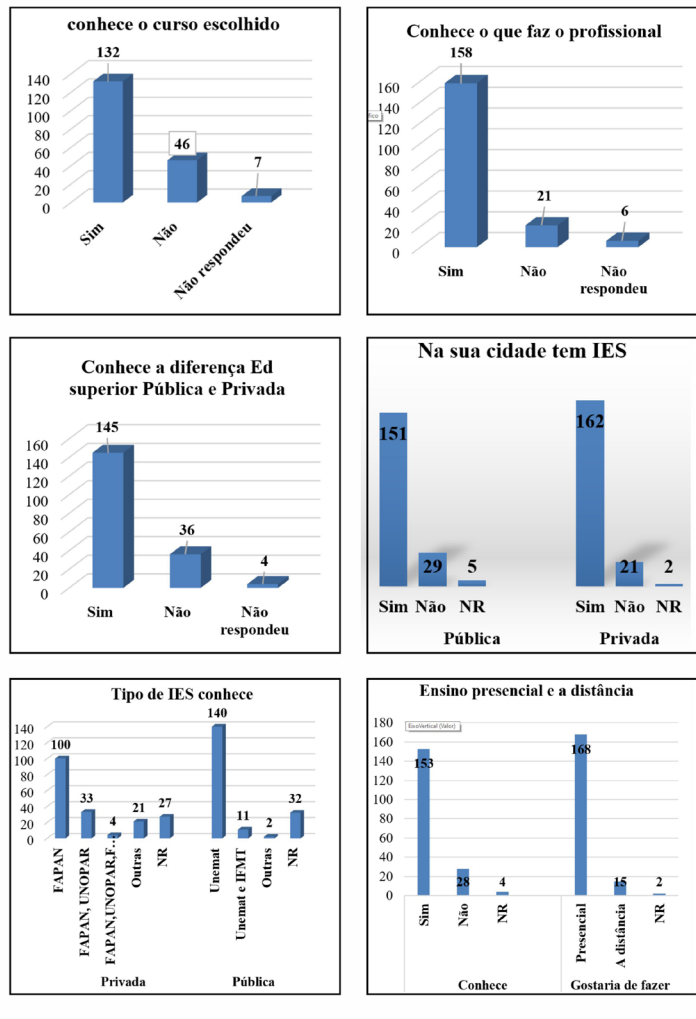 conhece o curso escolhido
132
140
120
100
80
60
40
20
0
46
7
Sim
Não
Não respondeu
Conhece o que faz o profissional
158
160
140
120
100
80
60
40
20
0
21
6
Sim Não Não
respondeu
Conhece a diferença Ed
superior Pública e Privada
145
160
140
120
100
80
60
40
20
0
36
4
Sim Não Não
respondeu
Na sua cidade tem IES
151
29
5
162
21
2
Sim Não NR Sim Não NR
Pública Privada
Tipo de IES conhece
140
120
100
80
60
40
20
0
100
33
4
21
27
140
11
2
32
FAPAN
FAPAN, UNOPAR
FAPAN,UNOPAR,F…
Outras
NR
Unemat
Unemat e IFMT
Outras
NR
Privada Pública
Ensino presencial e a distância
EixoVertical (Valor)
180
160
140
120
100
80
60
40
20
0
153
28
4
168
15
2
Sim
Não
NR
Presencial
A distância
NR
Conhece Gostaria de fazer